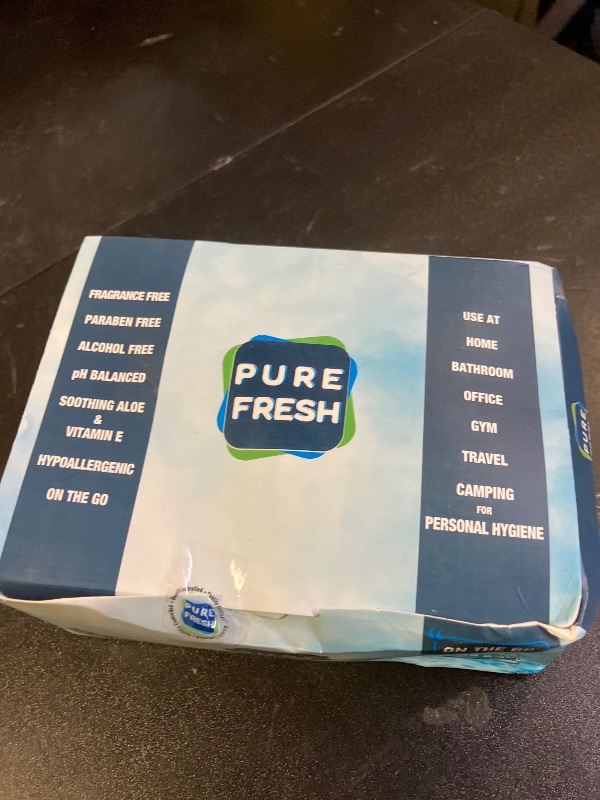 FRAGRANCE FREE
PARABEN FREE
ALCOHOL FREE
pH BALANCED
SOOTHING ALOE
&
VITAMIN E
HYPOALLERGENIC
ON THE GO
PURE
FRESH
USE AT
HOME
BATHROOM
OFFICE
GYM
TRAVEL
CAMPING
FOR
PERSONAL HYGIENE
PURE
FRESH
ON THE GO
PURE